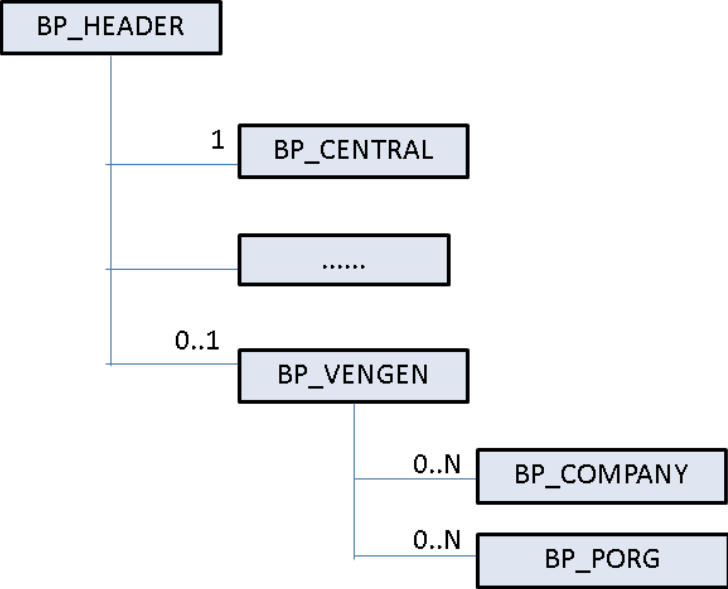 BP_HEADER
1
BP_CENTRAL
......
0..1
BP_VENGEN
0..N
BP_COMPANY
0..N
BP_PORG